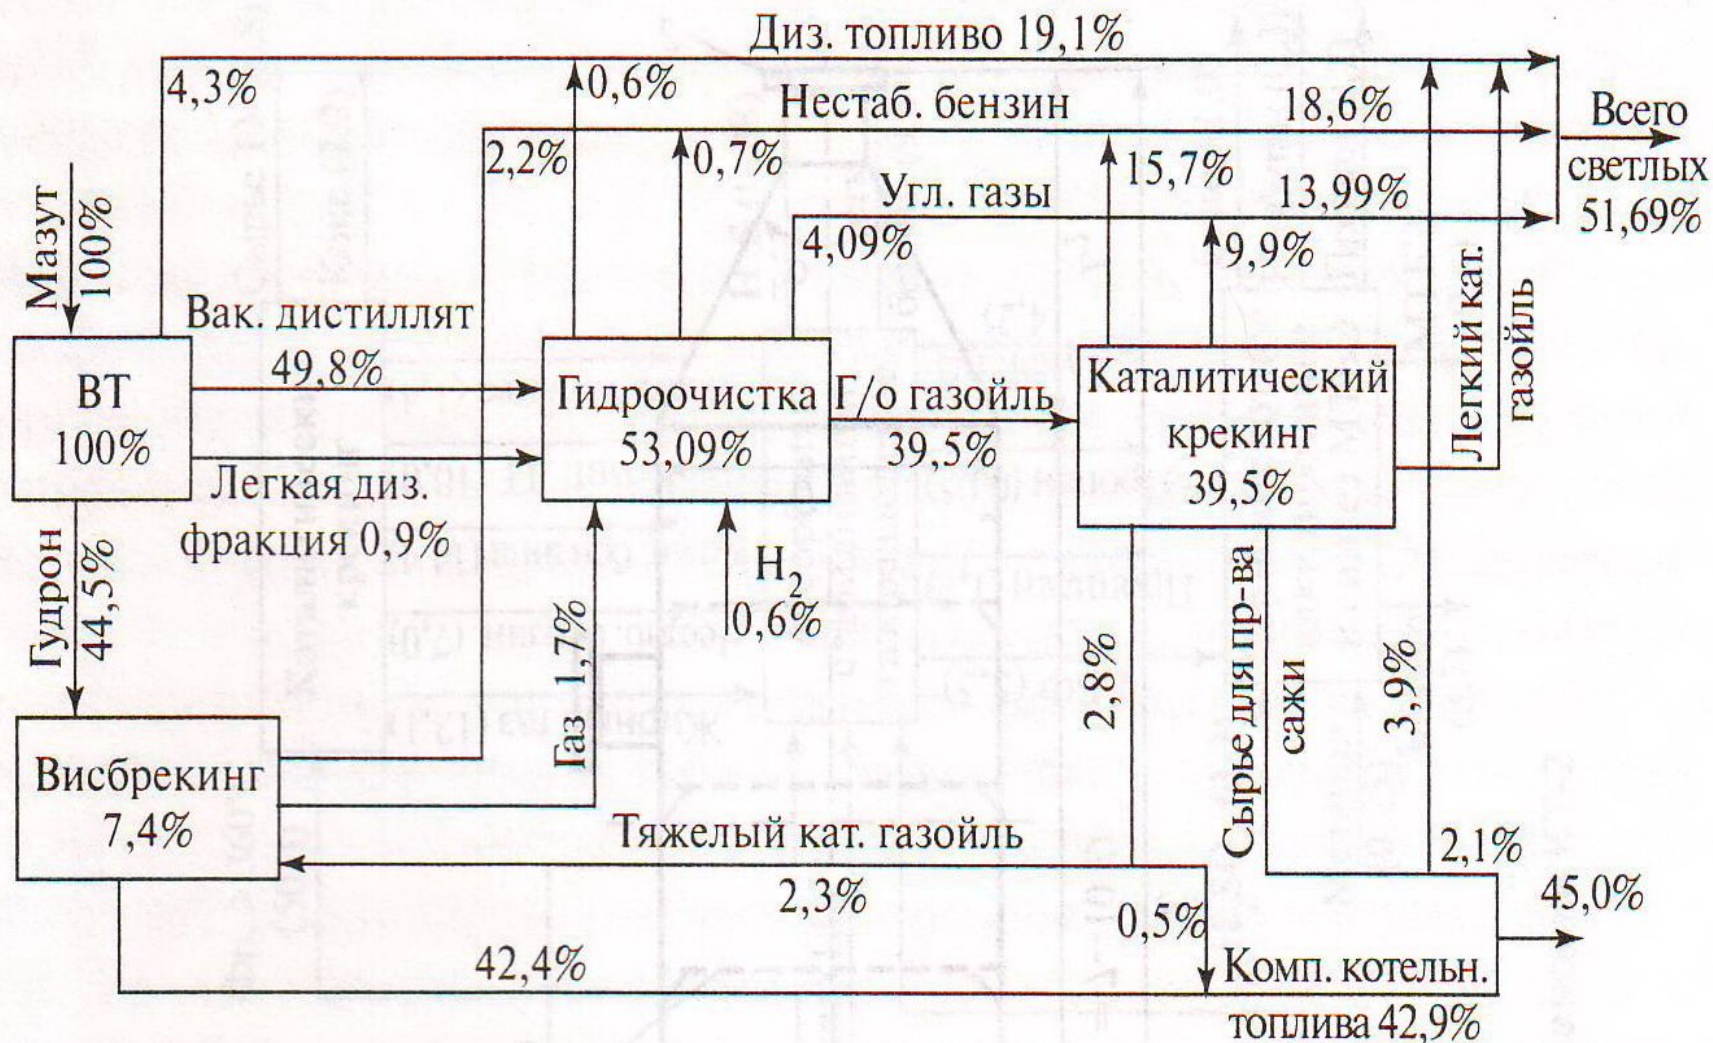 Диз. топливо 19,1%
4,3%
0,6%
Нестаб. бензин
18,6%
Всего
светлых
51,69%
2,2%
0,7%
15,7%
Угл. газы
13,99%
4,09%
9,9%
Мазут
100%
Легкий кат.
газойль
Вак. дистиллят
49,8%
ВТ
100%
Гидроочистка
53,09%
Г/о газойль
39,5%
Каталитический
крекинг
39,5%
Легкая диз.
фракция 0,9%
Гудрон
44,5%
H2
0,6%
Газ 1,7%
2,8%
Сырье для пр-ва
сажи
3,9%
Висбрекинг
7,4%
Тяжелый кат. газойль
2,3%
2,1%
45,0%
0,5%
42,4%
Комп. котельн.
топлива 42,9%